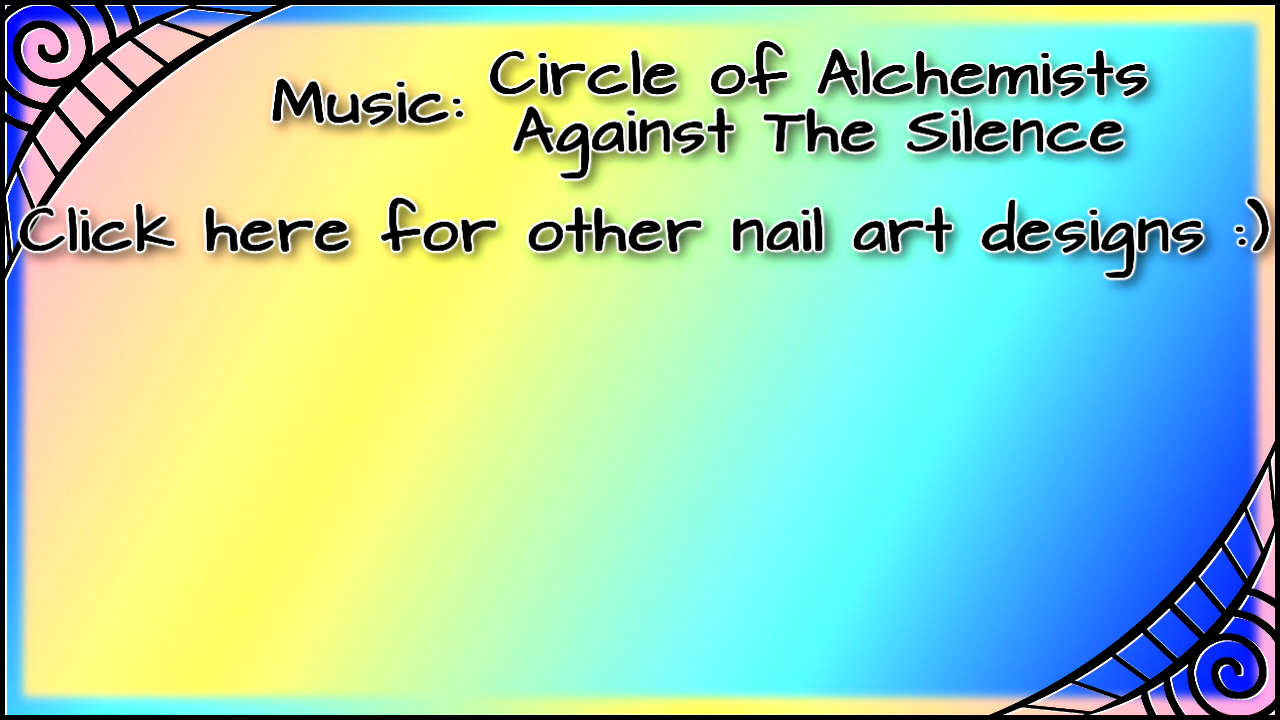 Music: Circle of Alchemists
Against The Silence
Click here for other nail art designs :)